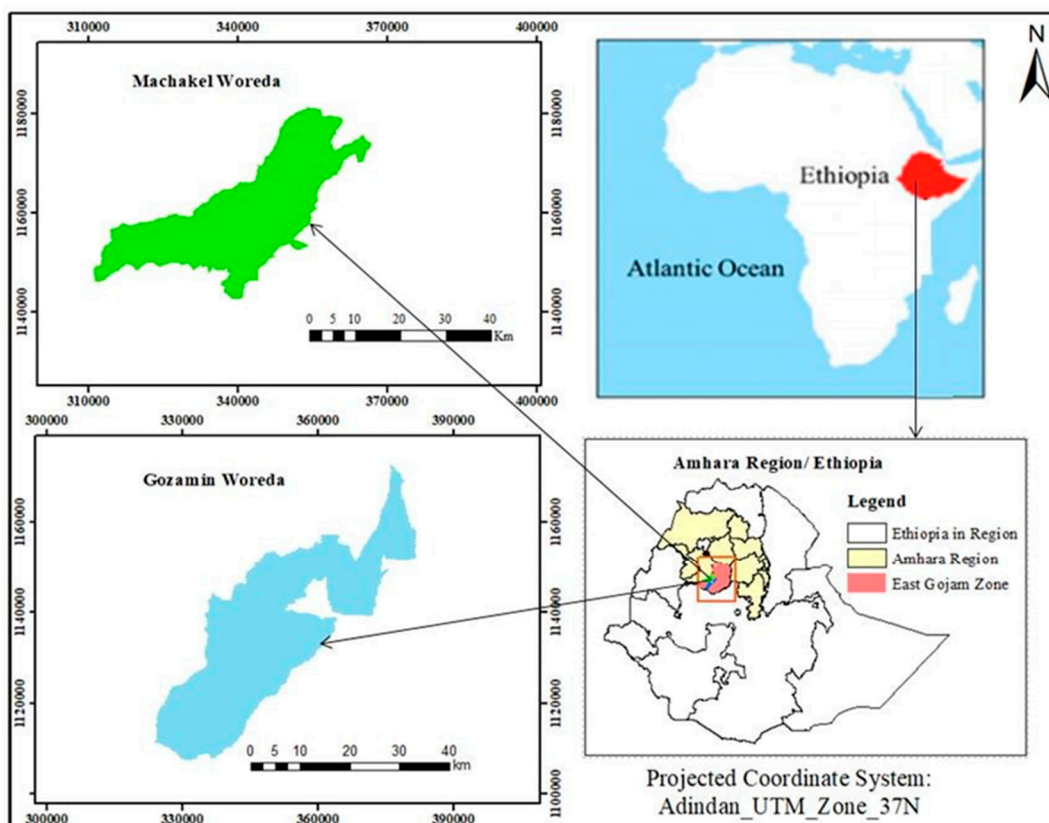 310000 340000 370000 400000
Machakel Woreda
1180000
1160000
1140000
0 5 10 20 30 40
Km
310000 340000 370000 400000
N
Ethiopia
Atlantic Ocean
300000 330000 360000 390000
Gozamin Woreda
1160000
1140000
1120000
1100000
0 5 10 20 30 40
km
300000 330000 360000 390000
1180000
1160000
1140000
1160000
1140000
1120000
1100000
Amhara Region/ Ethiopia
Legend
Ethiopia in Region
Amhara Region
East Gojam Zone
Projected Coordinate System:
Adindan_UTM_Zone_37N